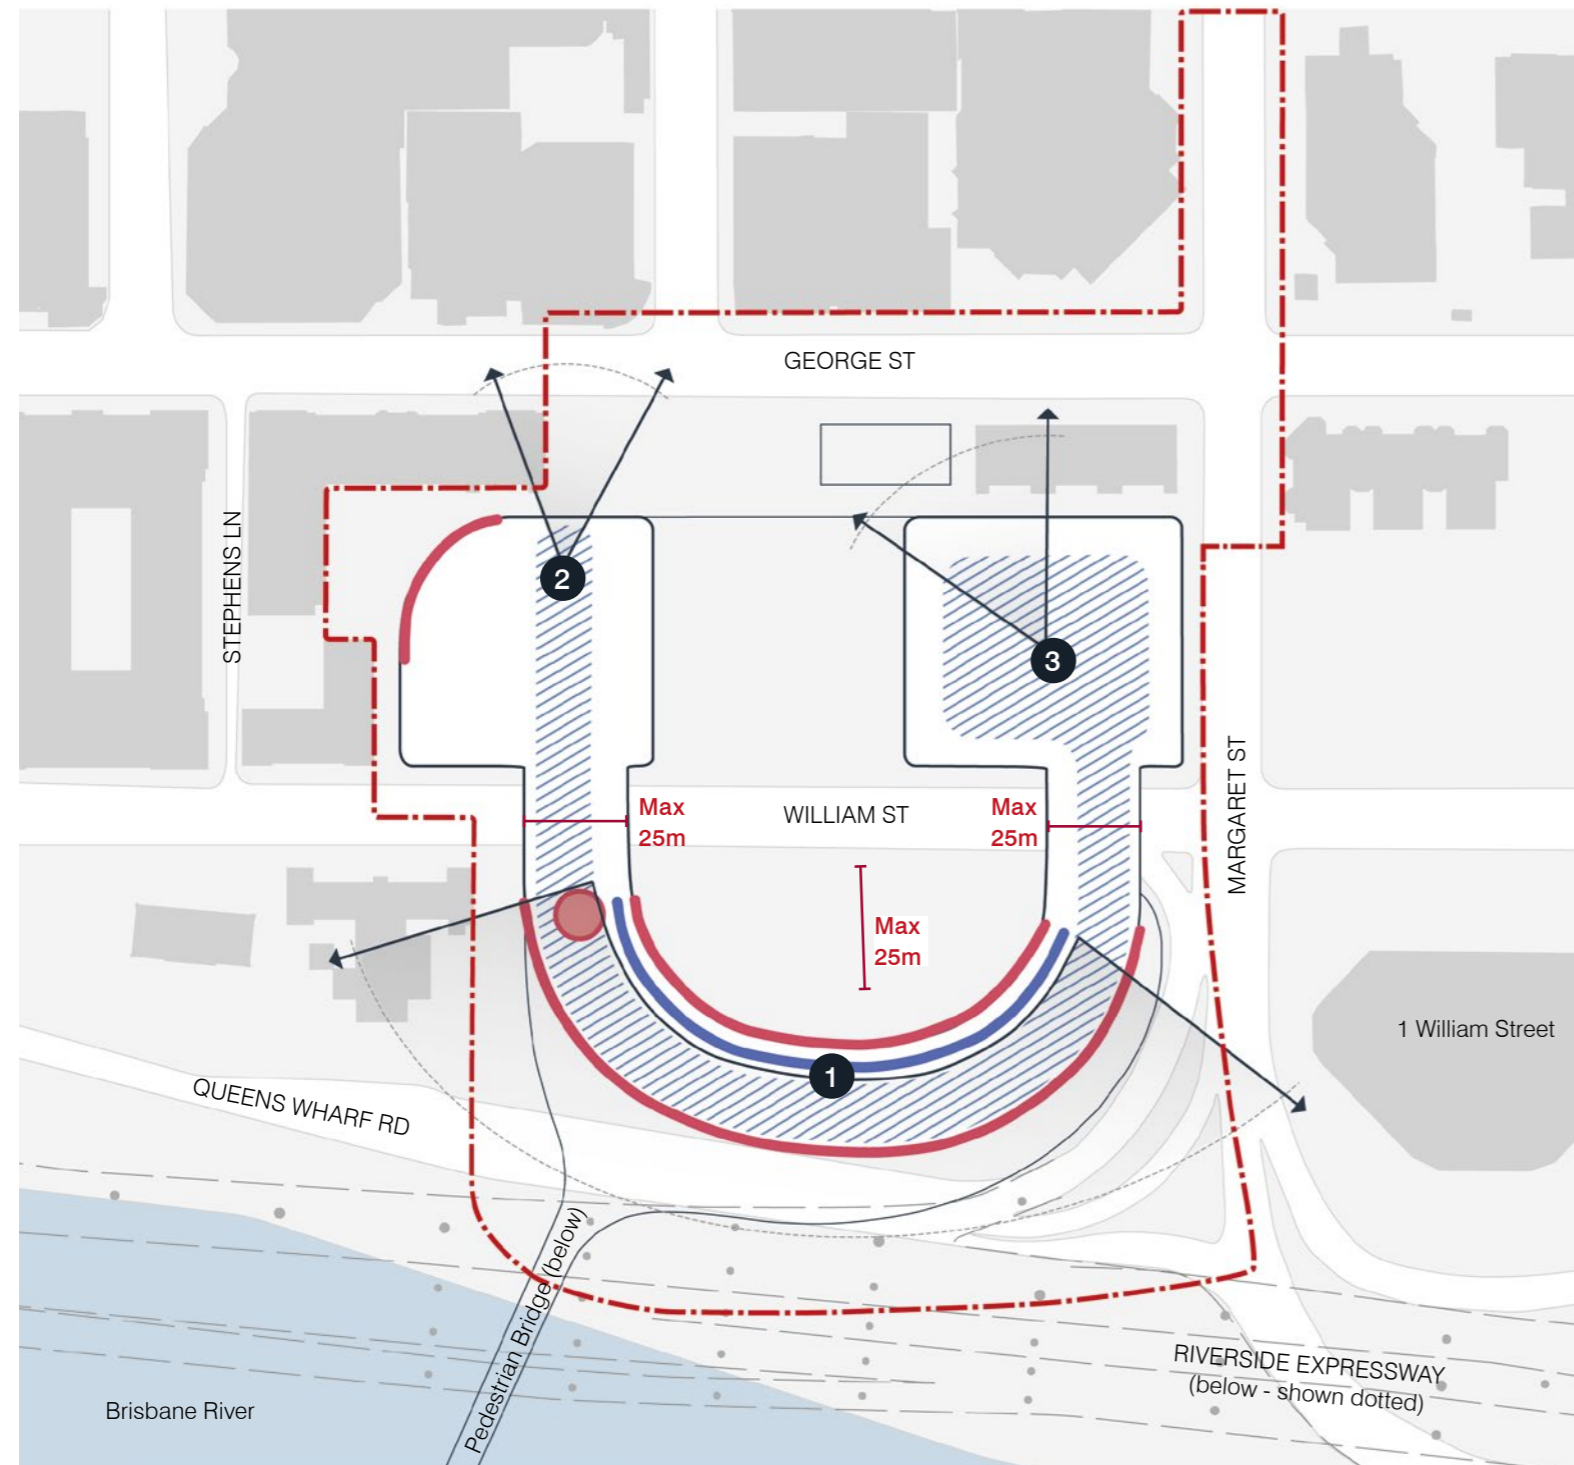 GEORGE ST
STEPHENS LN
2
3
Max
25m
WILLIAM ST
Max
25m
MARGARET ST
Max
25m
1 William Street
1
QUEENS WHARF RD
Pedestrian Bridge (below)
RIVERSIDE EXPRESSWAY
(below - shown dotted)
Brisbane River